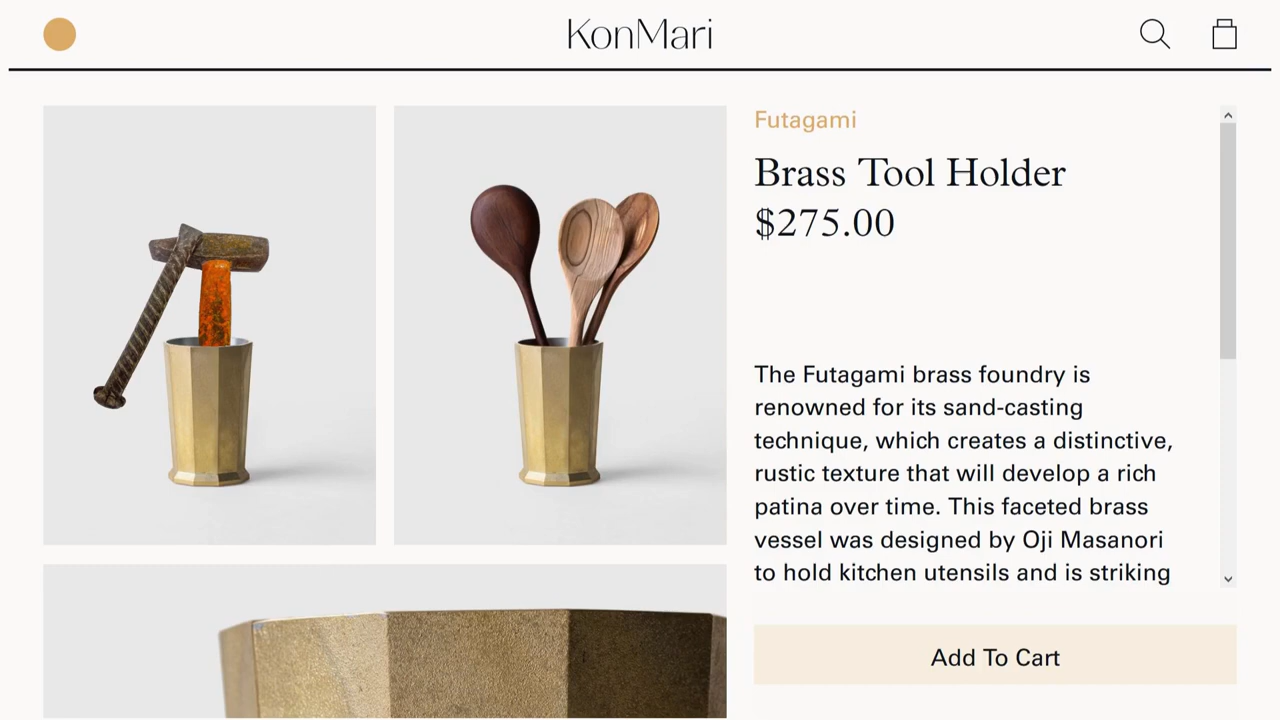 KonMari
Futagami
Brass Tool Holder
$275.00
The Futagami brass foundry is
renowned for its sand-casting
technique, which creates a distinctive,
rustic texture that will develop a rich
patina over time. This faceted brass
vessel was designed by Oji Masanori
to hold kitchen utensils and is striking
Add To Cart